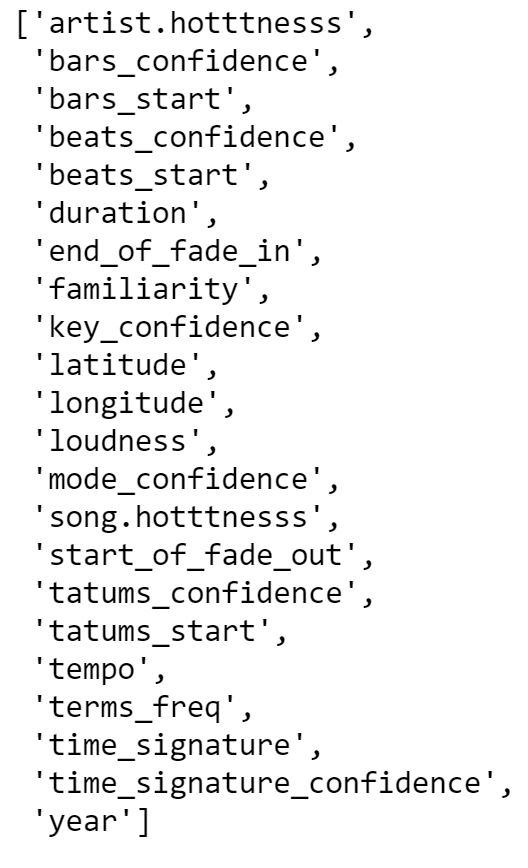 ['artist.hotttnesss',
'bars_confidence',
'bars_start',
'beats_confidence',
'beats_start',
'duration',
'end_of_fade_in',
'familiarity',
'key_confidence',
'latitude',
'longitude',
'loudness',
'mode_confidence',
'song.hotttnesss',
'start_of_fade_out',
'tatums_confidence',
'tatums_start',
'tempo',
'terms_freq',
'time_signature',
'time_signature_confidence',
'year']